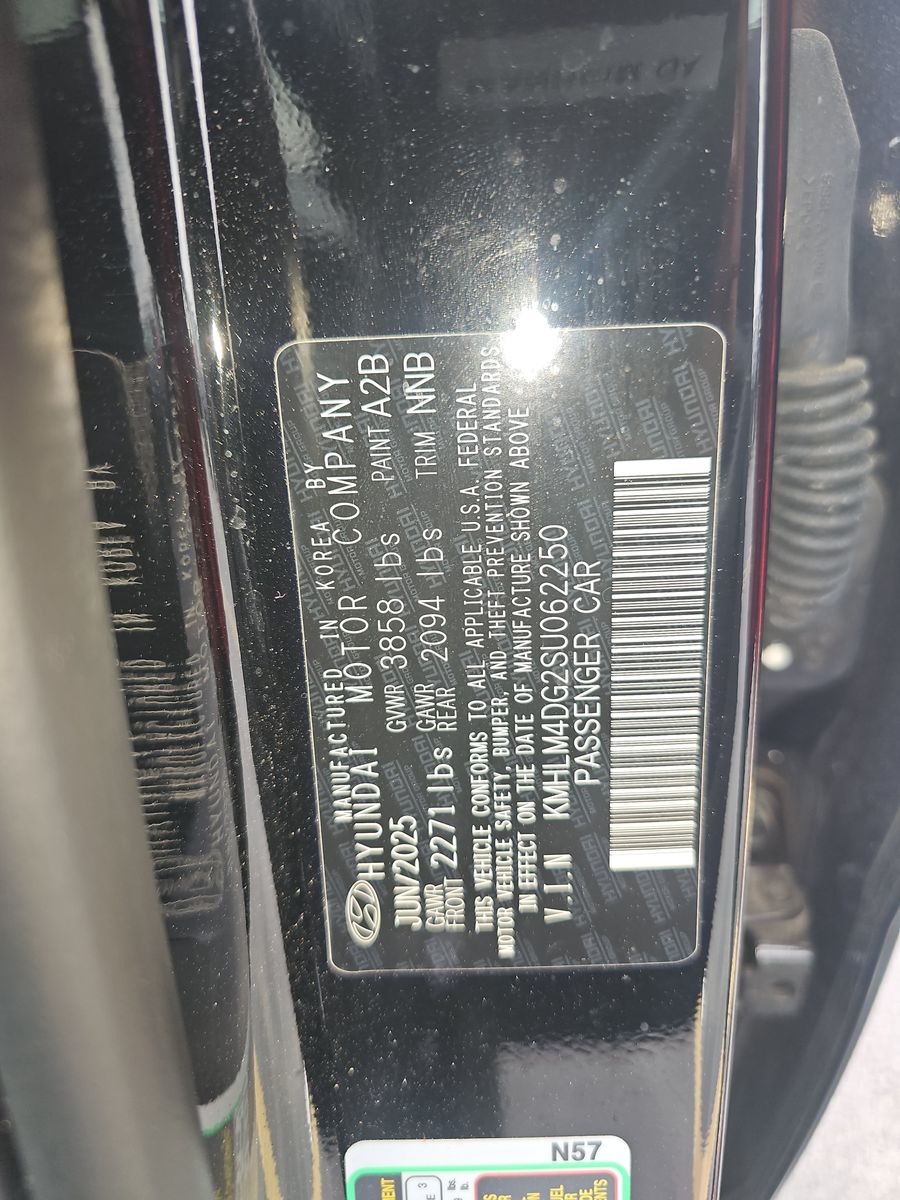 MANUFACTURED IN KOREA BY
HYUNDAI MOTOR COMPANY
JUN/2025 GVWR 3858 lbs PAINT A2B
GAWR FRONT 2271 lbs GAWR REAR 2094 lbs TRIM NNB
THIS VEHICLE CONFORMS TO ALL APPLICABLE U.S.A. FEDERAL
MOTOR VEHICLE SAFETY, BUMPER, AND THEFT PREVENTION STANDARDS
IN EFFECT ON THE DATE OF MANUFACTURE SHOWN ABOVE
V.I.N KMHLM4DG2SU062250
PASSENGER CAR
N57